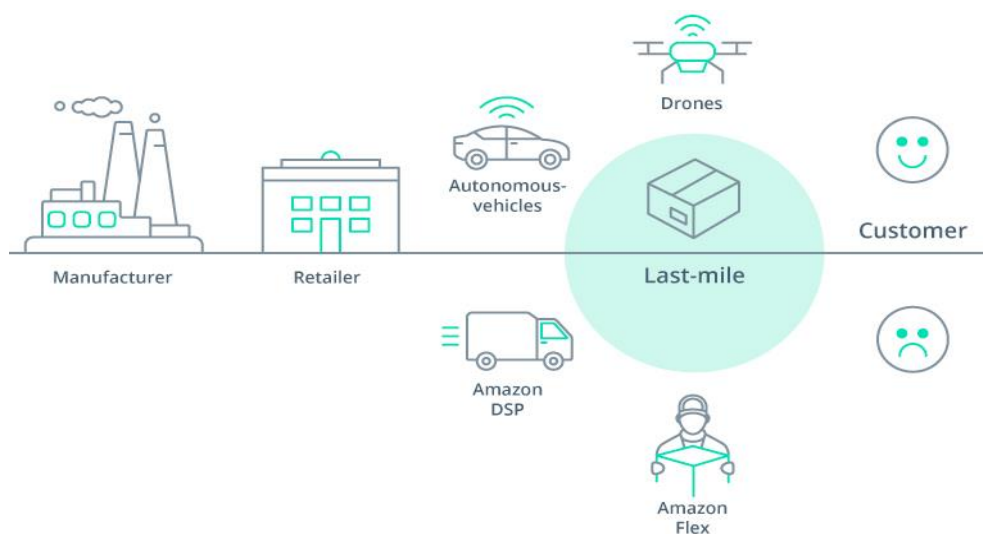 Drones
Autonomous-
vehicles
Customer
Manufacturer
Retailer
Last-mile
Amazon
DSP
Amazon
Flex